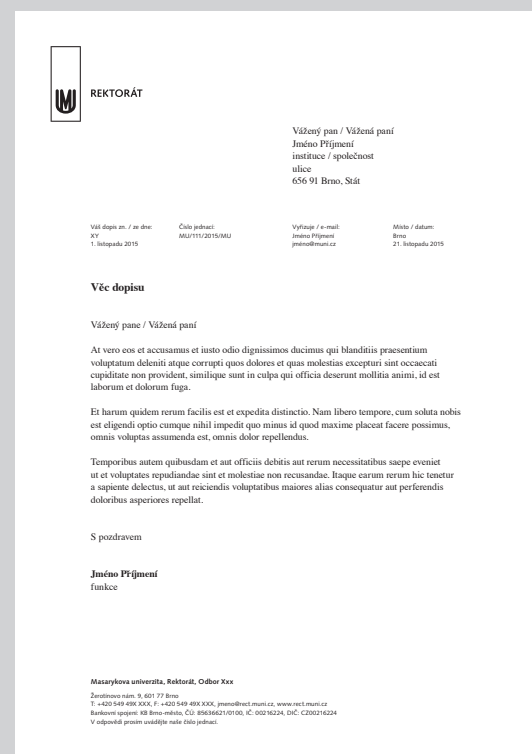 REKTORÁT
Vážený pan / Vážená paní
Jméno Příjmení
instituce / společnost
ulice
656 91 Brno, Stát
Váš dopis zn. / ze dne:
XY
1. listopadu 2015
Číslo jednací:
MU/111/2015/MU
Vyřizuje / e-mail:
Jméno Příjmení
jméno@muni.cz
Místo / datum:
Brno
21. listopadu 2015
Věc dopisu
Vážený pane / Vážená paní
At vero eos et accusamus et iusto odio dignissimos ducimus qui blanditiis praesentium
voluptatum deleniti atque corrupti quos dolores et quas molestias excepturi sint occaecati
cupiditate non provident, similique sunt in culpa qui officia deserunt mollitia animi, id est
laborum et dolorum fuga.
Et harum quidem rerum facilis est et expedita distinctio. Nam libero tempore, cum soluta nobis
est eligendi optio cumque nihil impedit quo minus id quod maxime placeat facere possimus,
omnis voluptas assumenda est, omnis dolor repellendus.
Temporibus autem quibusdam et aut officiis debitis aut rerum necessitatibus saepe eveniet
ut et voluptates repudiandae sint et molestiae non recusandae. Itaque earum rerum hic tenetur
a sapiente delectus, ut aut reiciendis voluptatibus maiores alias consequatur aut perferendis
doloribus asperiores repellat.
S pozdravem
Jméno Příjmení
funkce
Masarykova univerzita, Rektorát, Odbor Xxx
Žerotínovo nám. 9, 601 77 Brno
T: +420 549 49X XXX, F: +420 549 49X XXX, jmeno@rect.muni.cz, www.rect.muni.cz
Bankovní spojení: KB Brno-město, ČÚ: 85636621/0100, IČ: 00216224, DIČ: CZ00216224
V odpovědi prosím uvádějte naše číslo jednací.